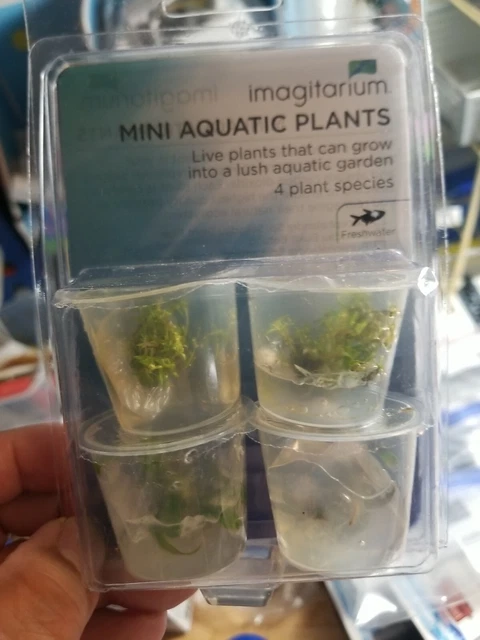 imagitarium
MINI AQUATIC PLANTS
Live plants that can grow
into a lush aquatic garden
4 plant species
Freshwater